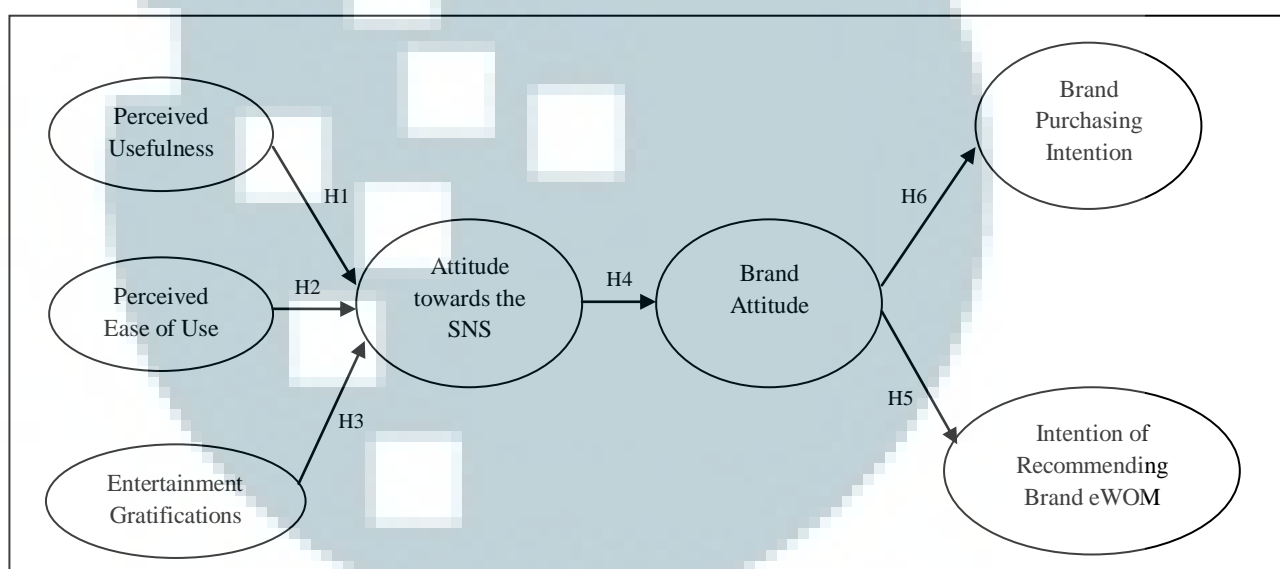 Perceived
Usefulness
H1
Perceived
Ease of Use
H2
Entertainment
Gratifications
H3
Attitude
towards the
SNS
H4
Brand
Attitude
H6
Brand
Purchasing
Intention
H5
Intention of
Recommending
Brand eWOM